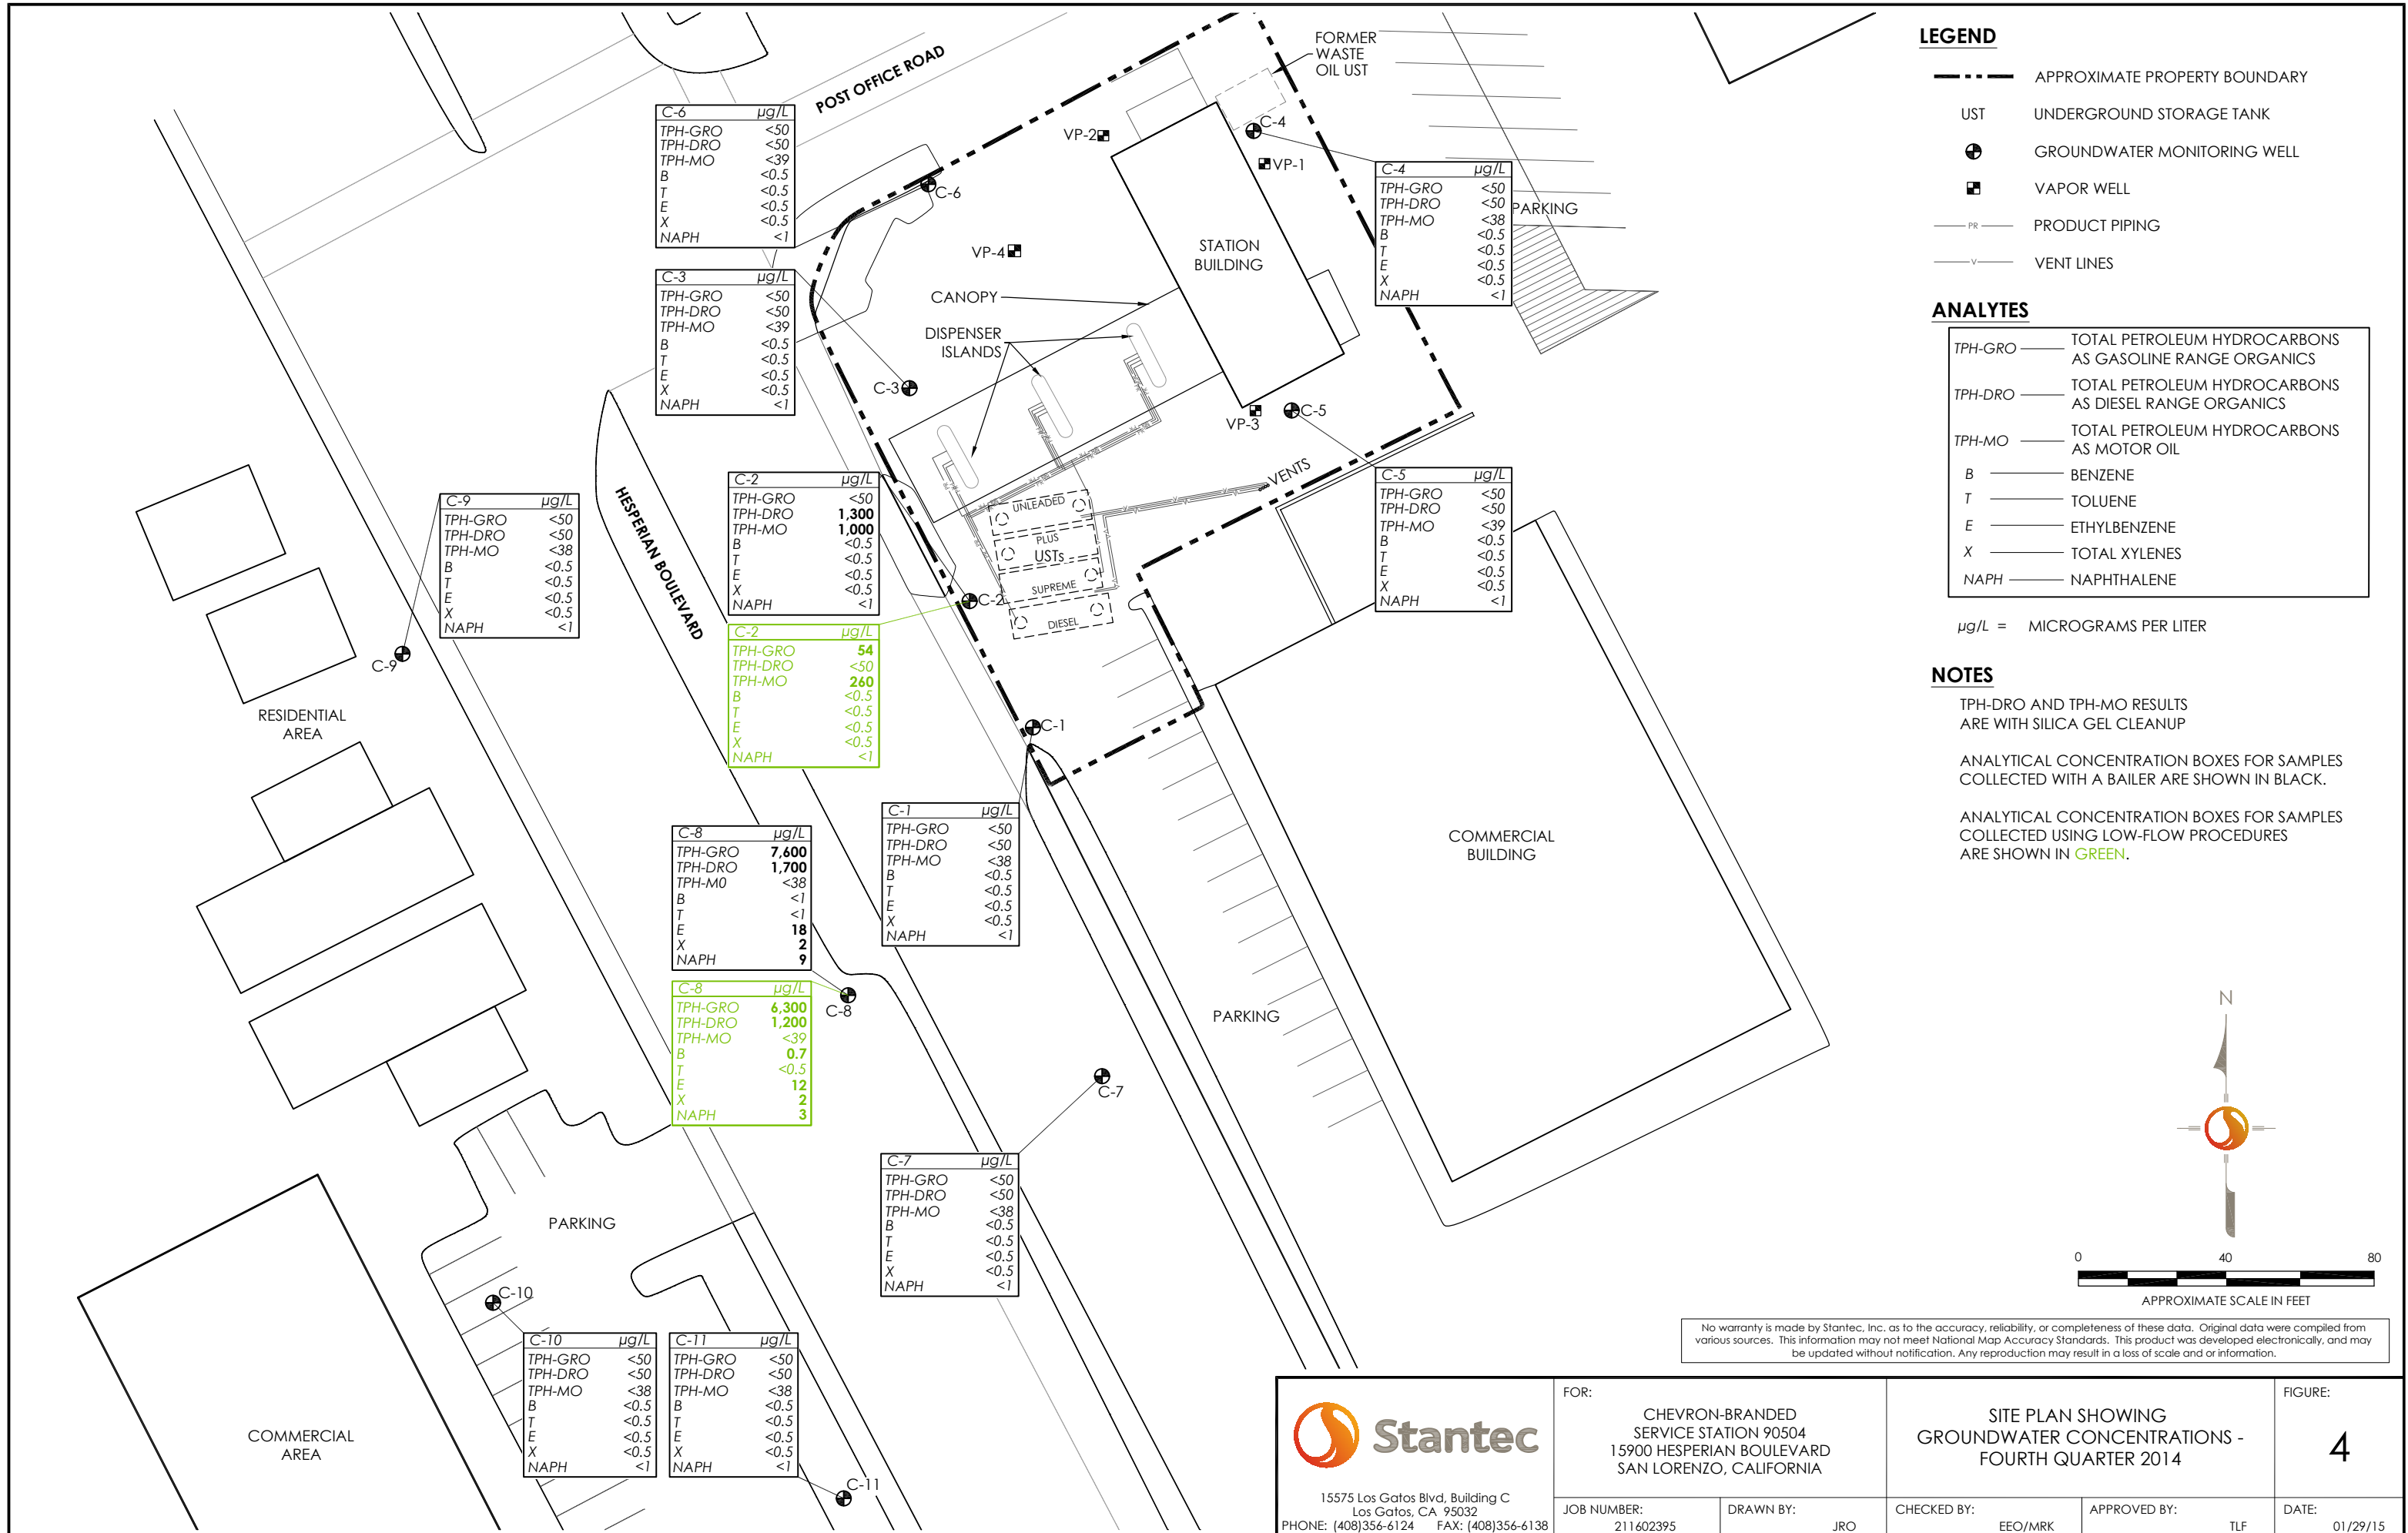 POST OFFICE ROAD
FORMER
WASTE
OIL UST
C-6 µg/L
TPH-GRO <50
TPH-DRO <50
TPH-MO <39
B <0.5
T <0.5
E <0.5
X <0.5
NAPH <1
C-3 µg/L
TPH-GRO <50
TPH-DRO <50
TPH-MO <39
B <0.5
T <0.5
E <0.5
X <0.5
NAPH <1
C-6
VP-2
C-4
VP-1
VP-4
STATION
BUILDING
CANOPY
DISPENSER
ISLANDS
C-3
VP-3
C-5
C-4 µg/L
TPH-GRO <50
TPH-DRO <50
TPH-MO <38
B <0.5
T <0.5
E <0.5
X <0.5
NAPH <1
PARKING
C-5 µg/L
TPH-GRO <50
TPH-DRO <50
TPH-MO <39
B <0.5
T <0.5
E <0.5
X <0.5
NAPH <1
VENTS
UNLEADED
PLUS
USTs
SUPREME
DIESEL
C-2
HESPERIAN BOULEVARD
C-2 µg/L
TPH-GRO <50
TPH-DRO 1,300
TPH-MO 1,000
B <0.5
T <0.5
E <0.5
X <0.5
NAPH <1
C-2 µg/L
TPH-GRO 54
TPH-DRO <50
TPH-MO 260
B <0.5
T <0.5
E <0.5
X <0.5
NAPH <1
C-9 µg/L
TPH-GRO <50
TPH-DRO <50
TPH-MO <38
B <0.5
T <0.5
E <0.5
X <0.5
NAPH <1
C-9
RESIDENTIAL
AREA
C-1
C-1 µg/L
TPH-GRO <50
TPH-DRO <50
TPH-MO <38
B <0.5
T <0.5
E <0.5
X <0.5
NAPH <1
C-8 µg/L
TPH-GRO 7,600
TPH-DRO 1,700
TPH-M0 <38
B <1
T <1
E 18
X 2
NAPH 9
C-8 µg/L
TPH-GRO 6,300
TPH-DRO 1,200
TPH-MO <39
B 0.7
T <0.5
E 12
X 2
NAPH 3
C-8
COMMERCIAL
BUILDING
PARKING
C-7
C-7 µg/L
TPH-GRO <50
TPH-DRO <50
TPH-MO <38
B <0.5
T <0.5
E <0.5
X <0.5
NAPH <1
PARKING
C-10
C-10 µg/L
TPH-GRO <50
TPH-DRO <50
TPH-MO <38
B <0.5
T <0.5
E <0.5
X <0.5
NAPH <1
C-11 µg/L
TPH-GRO <50
TPH-DRO <50
TPH-MO <38
B <0.5
T <0.5
E <0.5
X <0.5
NAPH <1
C-11
COMMERCIAL
AREA
LEGEND
APPROXIMATE PROPERTY BOUNDARY
UST UNDERGROUND STORAGE TANK
GROUNDWATER MONITORING WELL
VAPOR WELL
PR PRODUCT PIPING
V VENT LINES
ANALYTES
TPH-GRO TOTAL PETROLEUM HYDROCARBONS
AS GASOLINE RANGE ORGANICS
TPH-DRO TOTAL PETROLEUM HYDROCARBONS
AS DIESEL RANGE ORGANICS
TPH-MO TOTAL PETROLEUM HYDROCARBONS
AS MOTOR OIL
B BENZENE
T TOLUENE
E ETHYLBENZENE
X TOTAL XYLENES
NAPH NAPHTHALENE
µg/L = MICROGRAMS PER LITER
NOTES
TPH-DRO AND TPH-MO RESULTS
ARE WITH SILICA GEL CLEANUP
ANALYTICAL CONCENTRATION BOXES FOR SAMPLES
COLLECTED WITH A BAILER ARE SHOWN IN BLACK.
ANALYTICAL CONCENTRATION BOXES FOR SAMPLES
COLLECTED USING LOW-FLOW PROCEDURES
ARE SHOWN IN GREEN.
N
0 40 80
APPROXIMATE SCALE IN FEET
No warranty is made by Stantec, Inc. as to the accuracy, reliability, or completeness of these data. Original data were compiled from
various sources. This information may not meet National Map Accuracy Standards. This product was developed electronically, and may
be updated without notification. Any reproduction may result in a loss of scale and or information.
Stantec
15575 Los Gatos Blvd, Building C
Los Gatos, CA 95032
PHONE: (408)356-6124 FAX: (408)356-6138
FOR:
CHEVRON-BRANDED
SERVICE STATION 90504
15900 HESPERIAN BOULEVARD
SAN LORENZO, CALIFORNIA
SITE PLAN SHOWING
GROUNDWATER CONCENTRATIONS -
FOURTH QUARTER 2014
FIGURE:
4
JOB NUMBER:
211602395
DRAWN BY:
JRO
CHECKED BY:
EEO/MRK
APPROVED BY:
TLF
DATE:
01/29/15